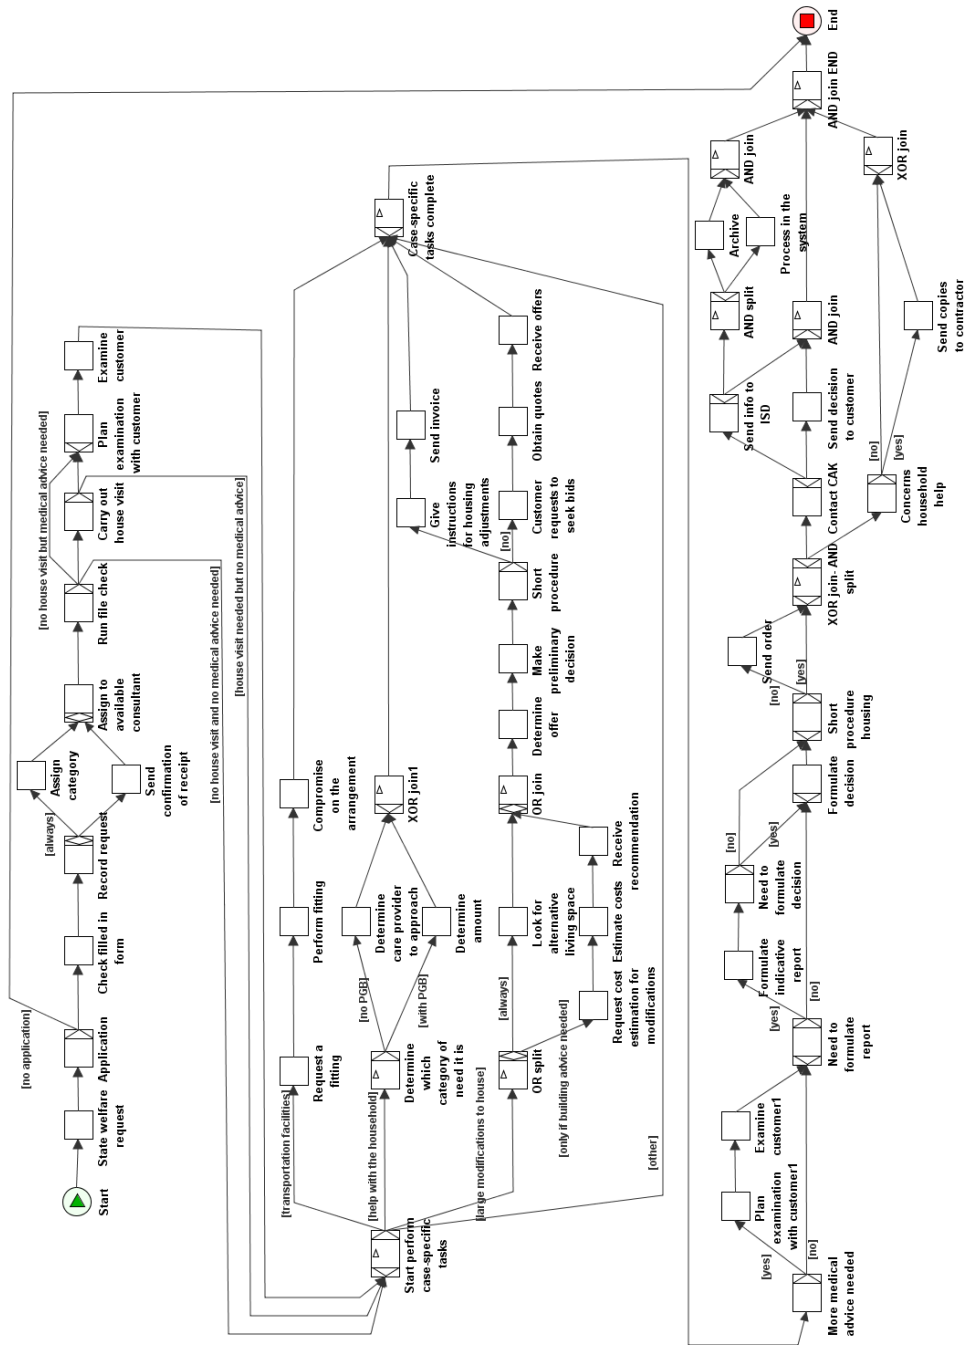 Start
State welfare
request
Application
[no application]
Check filled in
form
Record request
[always]
Assign
category
Send
confirmation
of receipt
Assign to
available
consultant
Run file check
[no house visit but medical advice needed]
Carry out
house visit
Plan
examination
with customer
Examine
customer
[no house visit and no medical advice needed]
[house visit needed but no medical advice]
Start perform
case-specific
tasks
[transportation facilities]
[help with the household]
[large modifications to house]
[other]
Request a
fitting
Perform fitting
Compromise
on the
arrangement
Determine
which
category of
need it is
[no PGB]
[with PGB]
Determine
care provider
to approach
Determine
amount
XOR join1
OR split
[always]
[only if building advice needed]
Look for
alternative
living space
Request cost
estimation for
modifications
Estimate costs
Receive
recommendation
OR join
Determine
offer
Make
preliminary
decision
Short
procedure
[no]
Give
instructions
for housing
adjustments
Send invoice
Customer
requests to
seek bids
Obtain quotes
Receive offers
Case-specific
tasks complete
More medical
advice needed
[yes]
[no]
Plan
examination
with customer1
Examine
customer1
Need to
formulate
report
[yes]
[no]
Formulate
indicative
report
Need to
formulate
decision
[no]
[yes]
Formulate
decision
Short
procedure
housing
[no]
[yes]
Send order
XOR join-AND
split
Contact CAK
Concerns
household
help
[no]
[yes]
Send info to
ISD
Send decision
to customer
Send copies
to contractor
AND split
AND join
Archive
Process in the
system
AND join
XOR join
AND join END
End